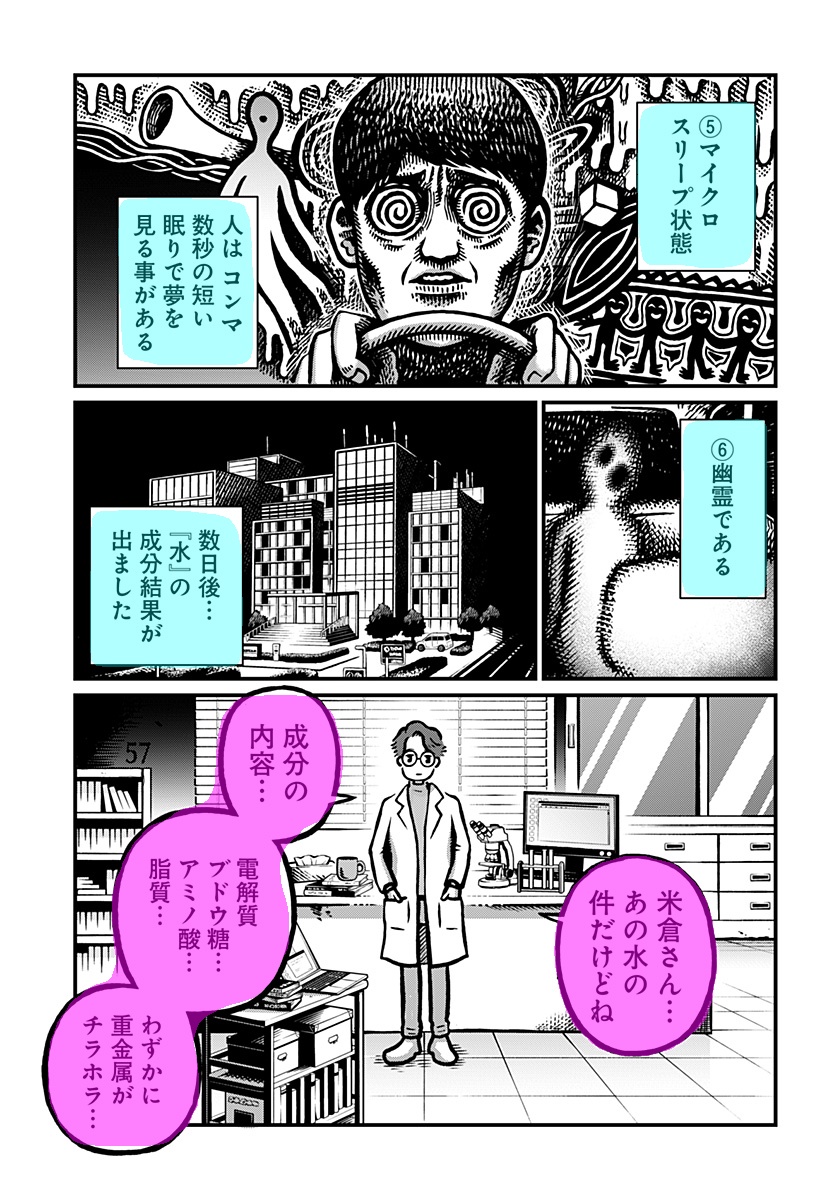 ⑤マイクロ
スリープ状態
人は コンマ
数秒の短い
眠りで夢を
見る事がある
⑥幽霊である
数日後…
『水』の
成分結果が
出ました
米倉さん…
あの水の
件だけどね
成分の
内容…
電解質
ブドウ糖…
アミノ酸…
脂質…
わずかに
重金属が
チラホラ…
57